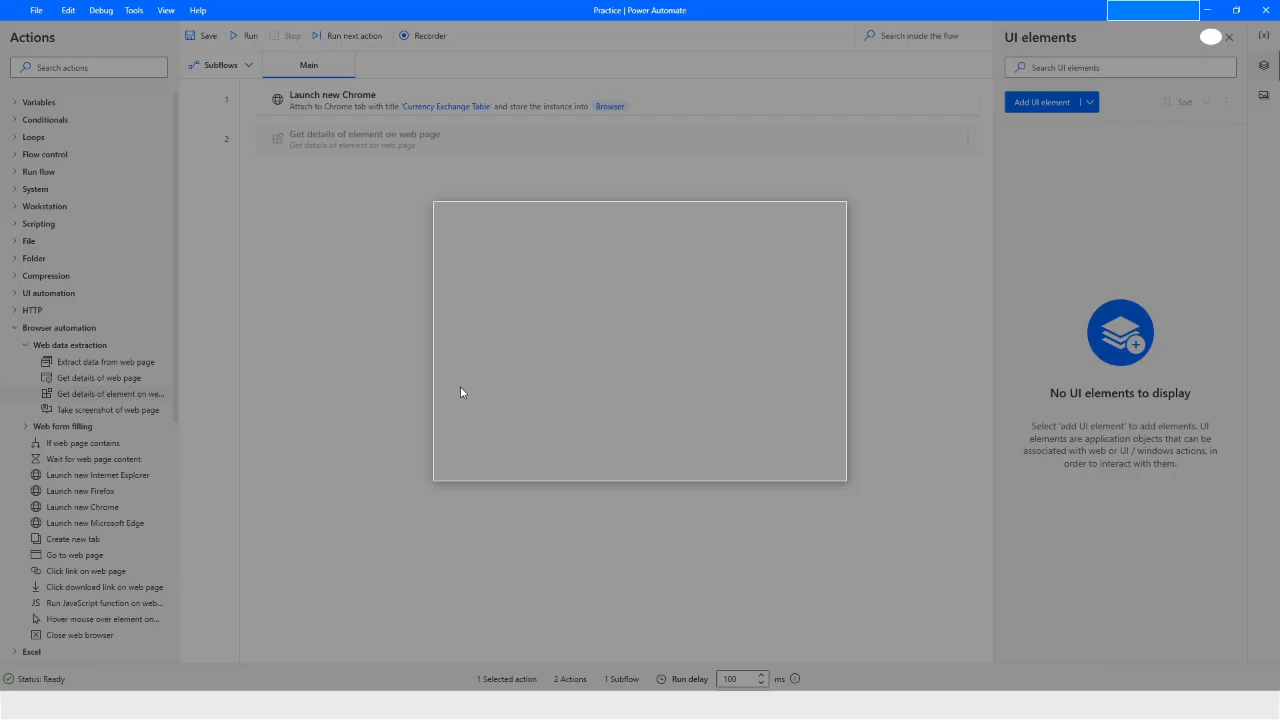 File Edit Debug Tools View Help
Practice | Power Automate
Actions
Search actions
Variables
Conditionals
Loops
Flow control
Run flow
System
Workstation
Scripting
File
Folder
Compression
UI automation
HTTP
Browser automation
Web data extraction
Extract data from web page
Get details of web page
Get details of element on we...
Take screenshot of web page
Web form filling
If web page contains
Wait for web page content
Launch new Internet Explorer
Launch new Firefox
Launch new Chrome
Launch new Microsoft Edge
Create new tab
Go to web page
Click link on web page
Click download link on web page
JS Run JavaScript function on web...
Hover mouse over element on...
Close web browser
Excel
Save Run Stop Run next action Recorder
Search inside the flow
Subflows Main
1
Launch new Chrome
Attach to Chrome tab with title 'Currency Exchange Table' and store the instance into Browser
2
Get details of element on web page
Get details of element on web page
UI elements
{x}
Search UI elements
Add UI element
Sort
No UI elements to display
Select 'add UI element' to add elements. UI
elements are application objects that can be
associated with web or UI / windows actions, in
order to interact with them.
Status: Ready
1 Selected action 2 Actions 1 Subflow Run delay 100 ms